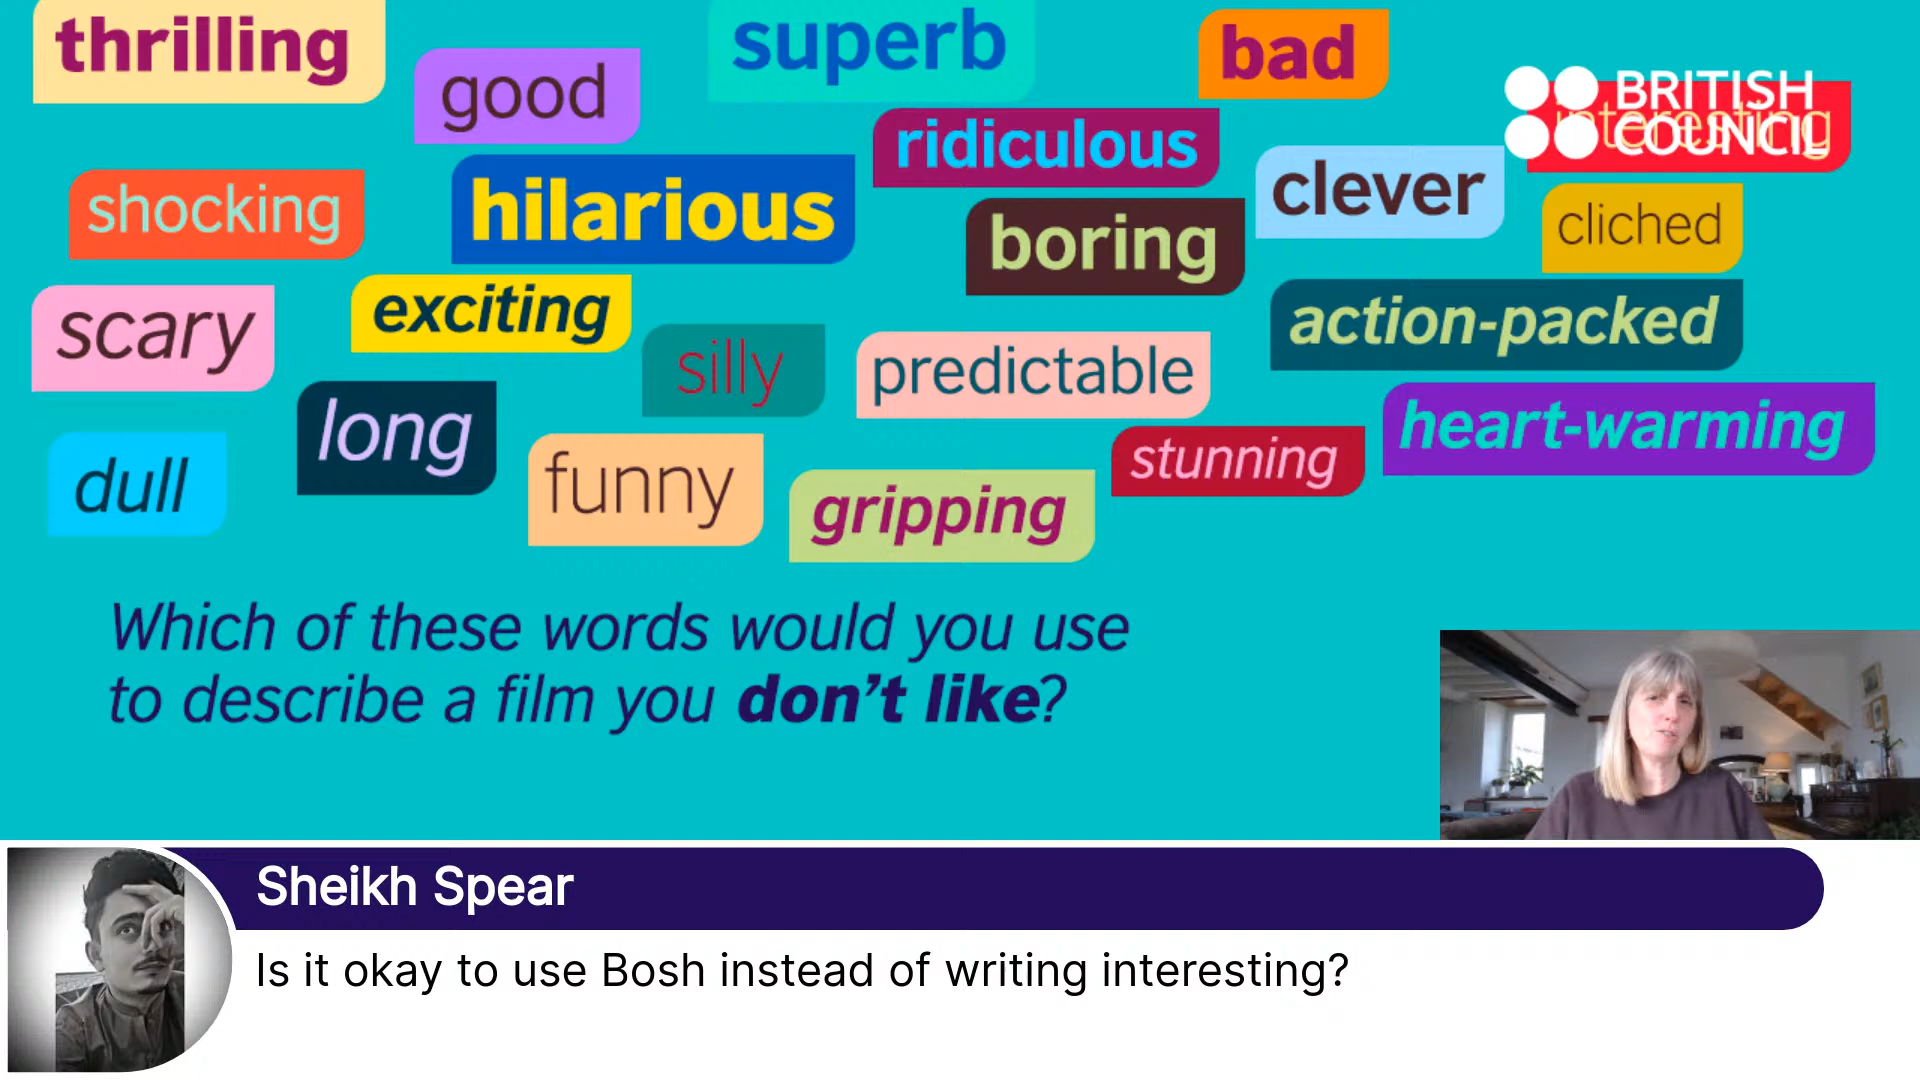 thrilling
good
superb
bad
BRITISH
COUNCIL
interesting
ridiculous
shocking
hilarious
clever
cliched
boring
scary
exciting
action-packed
silly
predictable
long
heart-warming
dull
funny
stunning
gripping
Which of these words would you use
to describe a film you don't like?
Sheikh Spear
Is it okay to use Bosh instead of writing interesting?